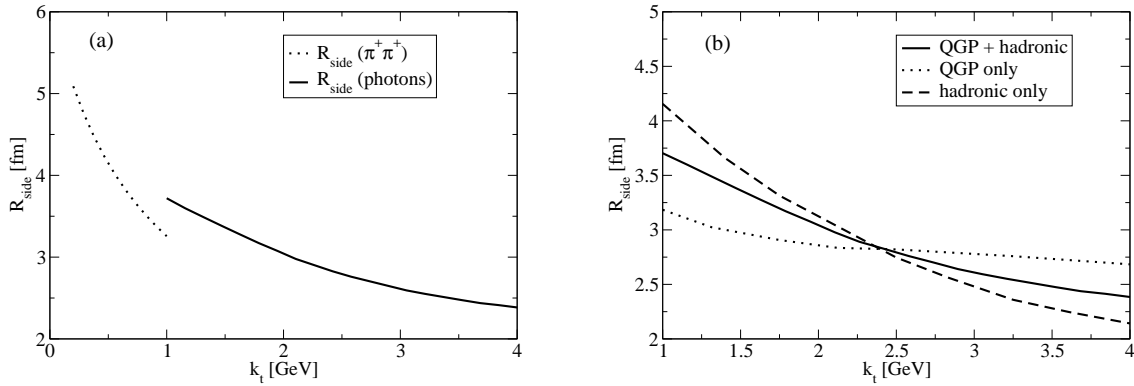 (a)
R_side (π⁺π⁺)
R_side (photons)
6
5
4
3
2
R_side [fm]
0 1 2 3 4
k_t [GeV]
(b)
QGP + hadronic
QGP only
hadronic only
5
4.5
4
3.5
3
2.5
2
R_side [fm]
1 1.5 2 2.5 3 3.5 4
k_t [GeV]